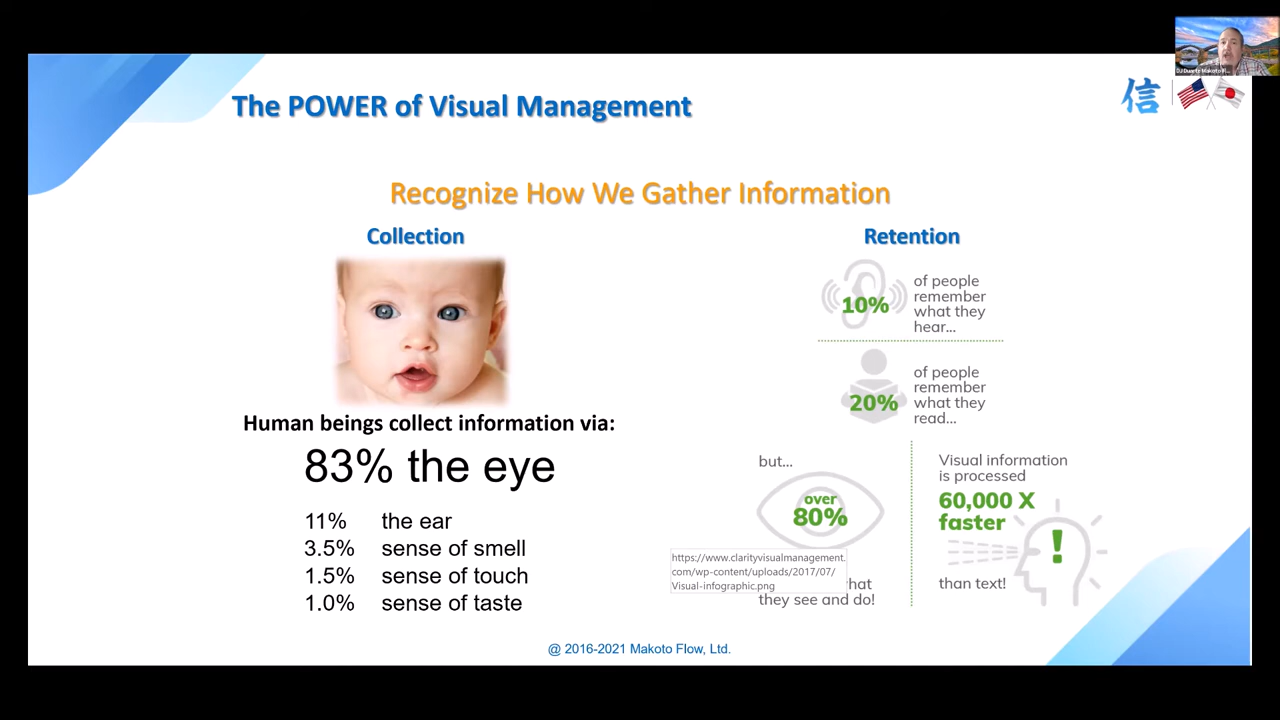 The POWER of Visual Management
信
Recognize How We Gather Information
Collection
Human beings collect information via:
83% the eye
11% the ear
3.5% sense of smell
1.5% sense of touch
1.0% sense of taste
Retention
10%
of people
remember
what they
hear...
20%
of people
remember
what they
read...
but...
over
80%
https://www.clarityvisualmanagement.
com/wp-content/uploads/2017/07/
Visual-infographic.png
they see and do!
Visual information
is processed
60,000 X
faster
!
than text!
@ 2016-2021 Makoto Flow, Ltd.